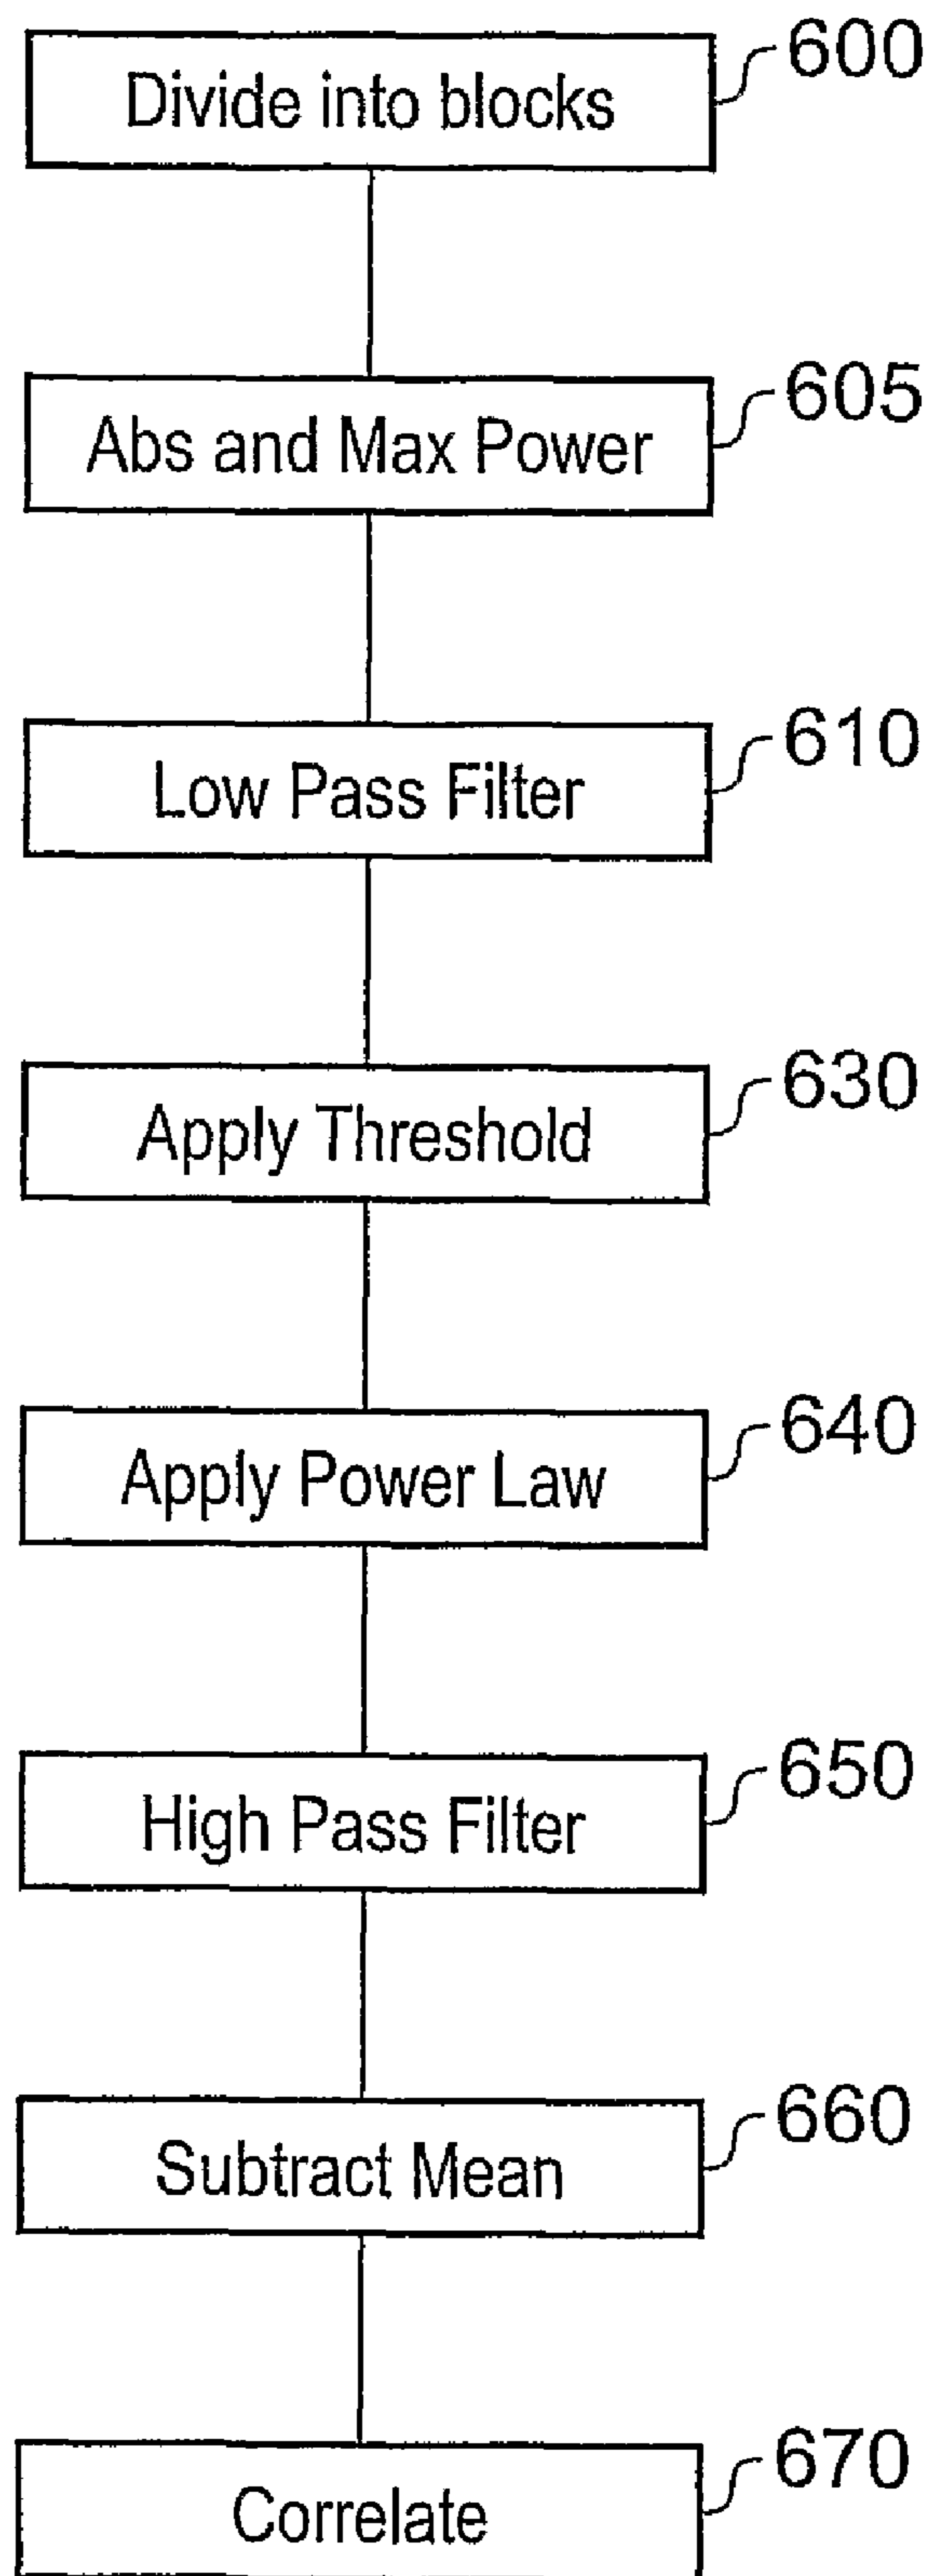 600
Divide into blocks
605
Abs and Max Power
610
Low Pass Filter
630
Apply Threshold
640
Apply Power Law
650
High Pass Filter
660
Subtract Mean
670
Correlate